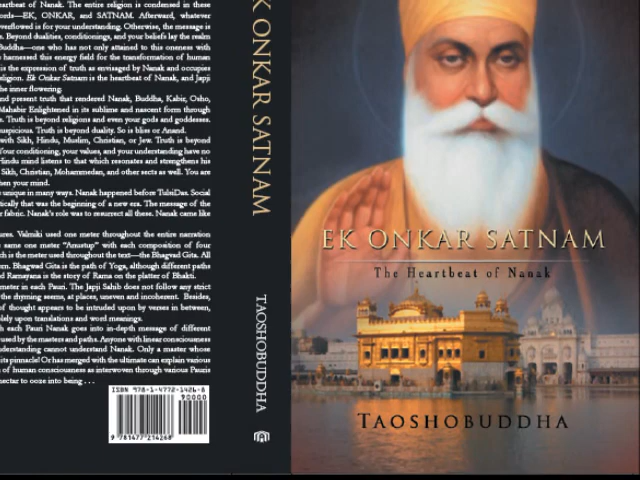 eartbeat of Nanak. The entire religion is condensed in these
ords—EK, ONKAR, and SATNAM. Afterward, whatever
overflowed is for your understanding. Otherwise, the message is
s. Beyond dualities, conditionings, and your beliefs lay the realm
Buddha—one who has not only attained to this oneness with
harnessed this energy field for the transformation of human
is the expression of truth as envisaged by Nanak and occupies
eligion. Ek Onkar Satnam is the heartbeat of Nanak, and Japji
he inner flowering.
nd present truth that rendered Nanak, Buddha, Kabir, Osho,
Mahabir Enlightened in its sublime and nascent form through
e. Truth is beyond religions and even your gods and goddesses.
uspicious. Truth is beyond duality. So is bliss or Anand.
with Sikh, Hindu, Muslim, Christian, or Jew. Truth is beyond
Your conditioning, your values, and your understanding have no
Hindu mind listens to that which resonates and strengthens his
Sikh, Christian, Mohammedan, and other sects as well. You are
hen your mind.
unique in many ways. Nanak happened before TulsiDas. Social
tically that was the beginning of a new era. The message of the
r fabric. Nanak's role was to resurrect all these. Nanak came like
ures. Valmiki used one meter throughout the entire narration
same one meter “Anustup” with each composition of four
ch is the meter used throughout the text—the Bhagvad Gita. All
ern. Bhagwad Gita is the path of Yoga, although different paths
d Ramayana is the story of Rama on the platter of Bhakti.
meter in each Pauri. The Japji Sahib does not follow any strict
the rhyming seems, at places, uneven and incoherent. Besides,
of thought appears to be intruded upon by verses in between,
olely upon translations and word meanings.
h each Pauri Nanak goes into in-depth message of different
used by the masters and paths. Anyone with linear consciousness
nderstanding cannot understand Nanak. Only a master whose
its pinnacle! Or has merged with the ultimate can explain various
of human consciousness as interwoven through various Pauris
nectar to ooze into being . . .
ISBN 978-1-4772-1426-8
90000
9 781477 214268
K ONKAR SATNAM
TAOSHOBUDDHA
EK ONKAR SATNAM
The Heartbeat of Nanak
TAOSHOBUDDHA